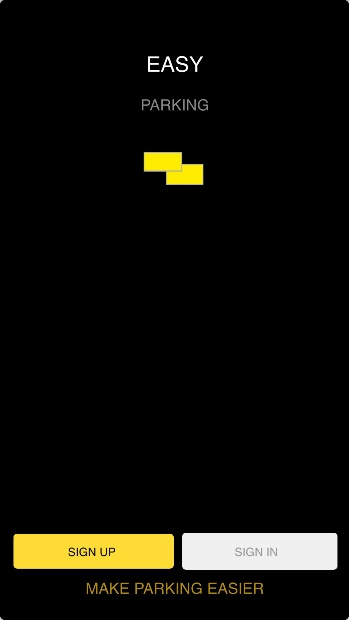 EASY
PARKING
SIGN UP
SIGN IN
MAKE PARKING EASIER